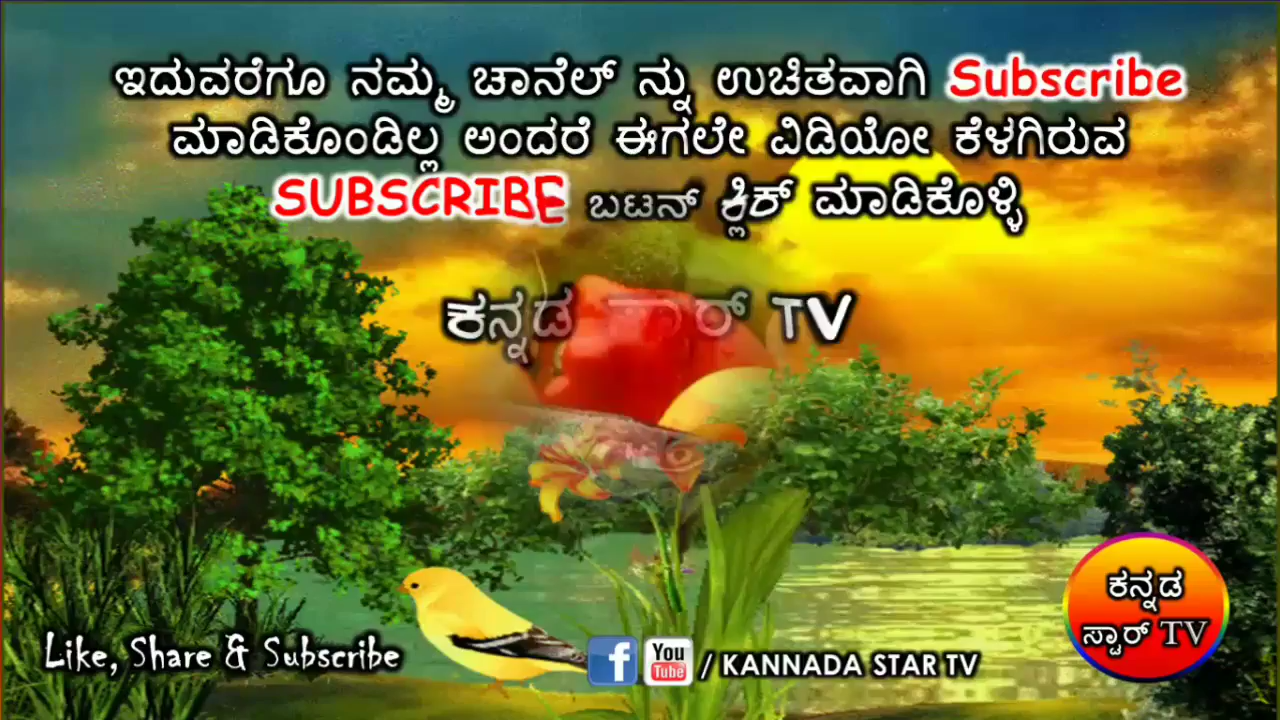 ಇದುವರೆಗೂ ನಮ್ಮ ಚಾನೆಲ್ ನ್ನು ಉಚಿತವಾಗಿ Subscribe
ಮಾಡಿಕೊಂಡಿಲ್ಲ ಅಂದರೆ ಈಗಲೇ ವಿಡಿಯೋ ಕೆಳಗಿರುವ
SUBSCRIBE ಬಟನ್ ಕ್ಲಿಕ್ ಮಾಡಿಕೊಳ್ಳಿ
ಕನ್ನಡ ಸ್ಟಾರ್ TV
ಕನ್ನಡ
ಸ್ಟಾರ್ TV
Like, Share & Subscribe
f You Tube / KANNADA STAR TV